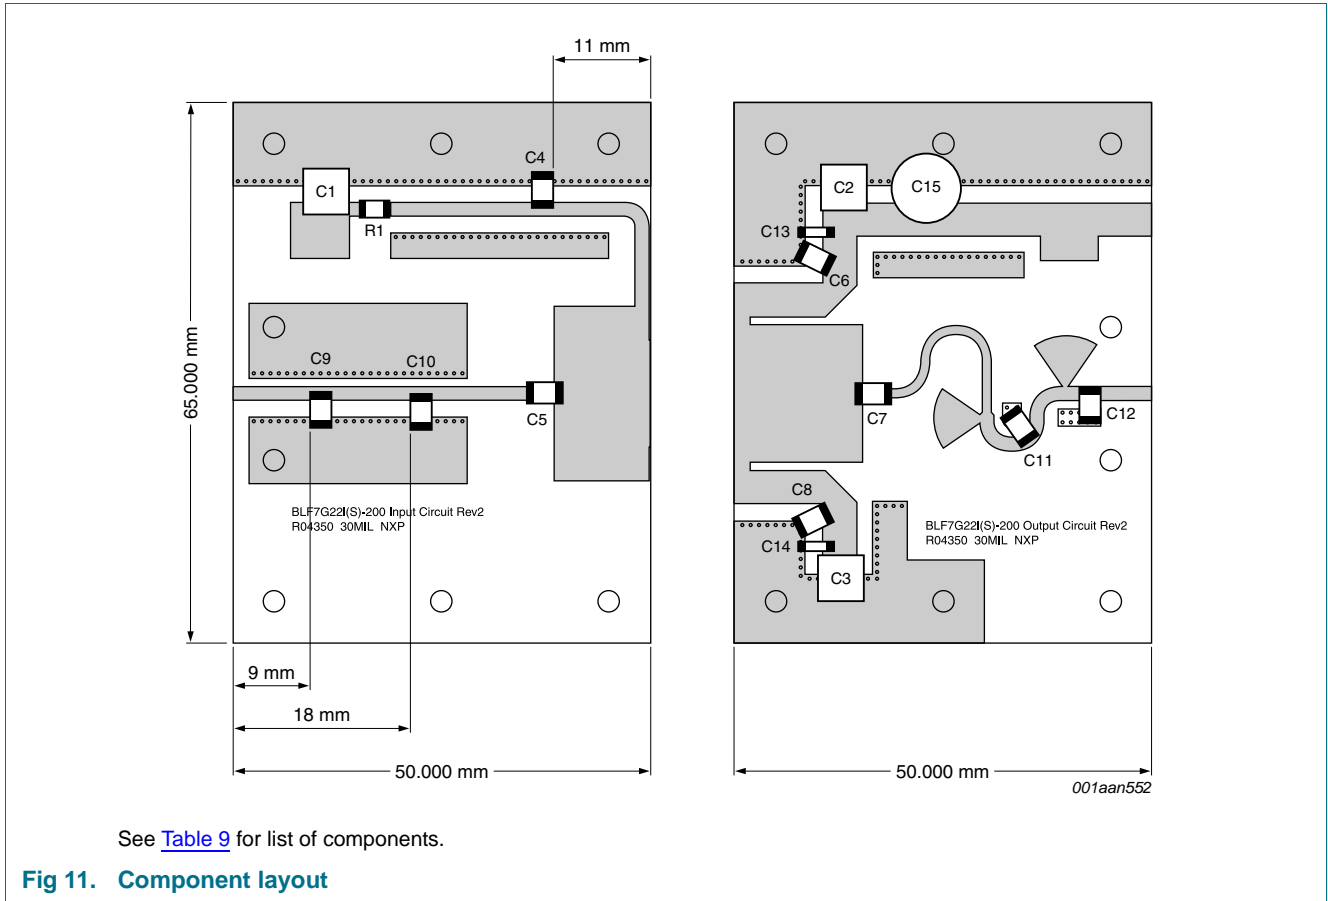 11 mm
C4
C1
R1
65.000 mm
C9
C10
C5
BLF7G22I(S)-200 Input Circuit Rev2
R04350 30MIL NXP
9 mm
18 mm
50.000 mm
C2
C15
C13
C6
C7
C12
C11
C8
BLF7G22I(S)-200 Output Circuit Rev2
R04350 30MIL NXP
C14
C3
50.000 mm
001aan552
See Table 9 for list of components.
Fig 11. Component layout